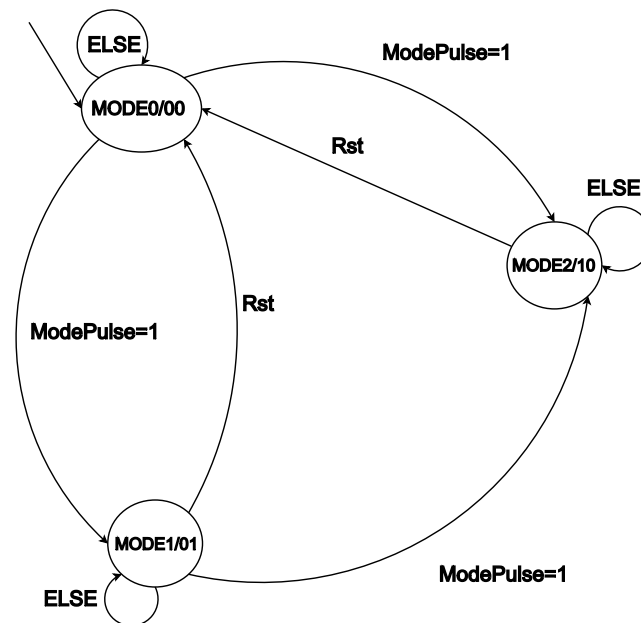 ELSE
ModePulse=1
MODE0/00
Rst
ELSE
MODE2/10
Rst
ModePulse=1
MODE1/01
ModePulse=1
ELSE